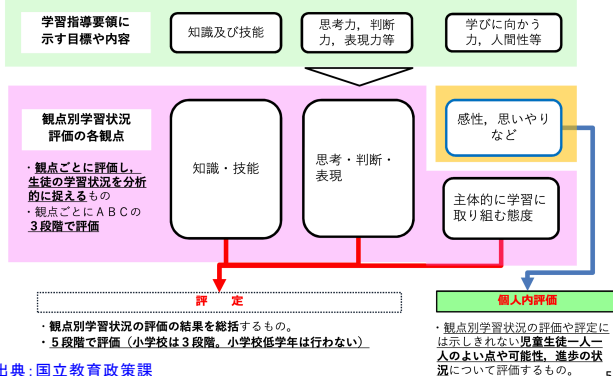 学習指導要領に
示す目標や内容
知識及び技能
思考力，判断
力，表現力等
学びに向かう
力，人間性等
観点別学習状況
評価の各観点
・観点ごとに評価し，
生徒の学習状況を分析
的に捉えるもの
・観点ごとにＡＢＣの
３段階で評価
知識・技能
思考・判断・
表現
感性，思いやり
など
主体的に学習に
取り組む態度
評　定
・観点別学習状況の評価の結果を総括するもの。
・５段階で評価（小学校は３段階。小学校低学年は行わない）
個人内評価
・観点別学習状況の評価や評定に
は示しきれない児童生徒一人一
人のよい点や可能性，進歩の状
況について評価するもの。
出典：国立教育政策課
5